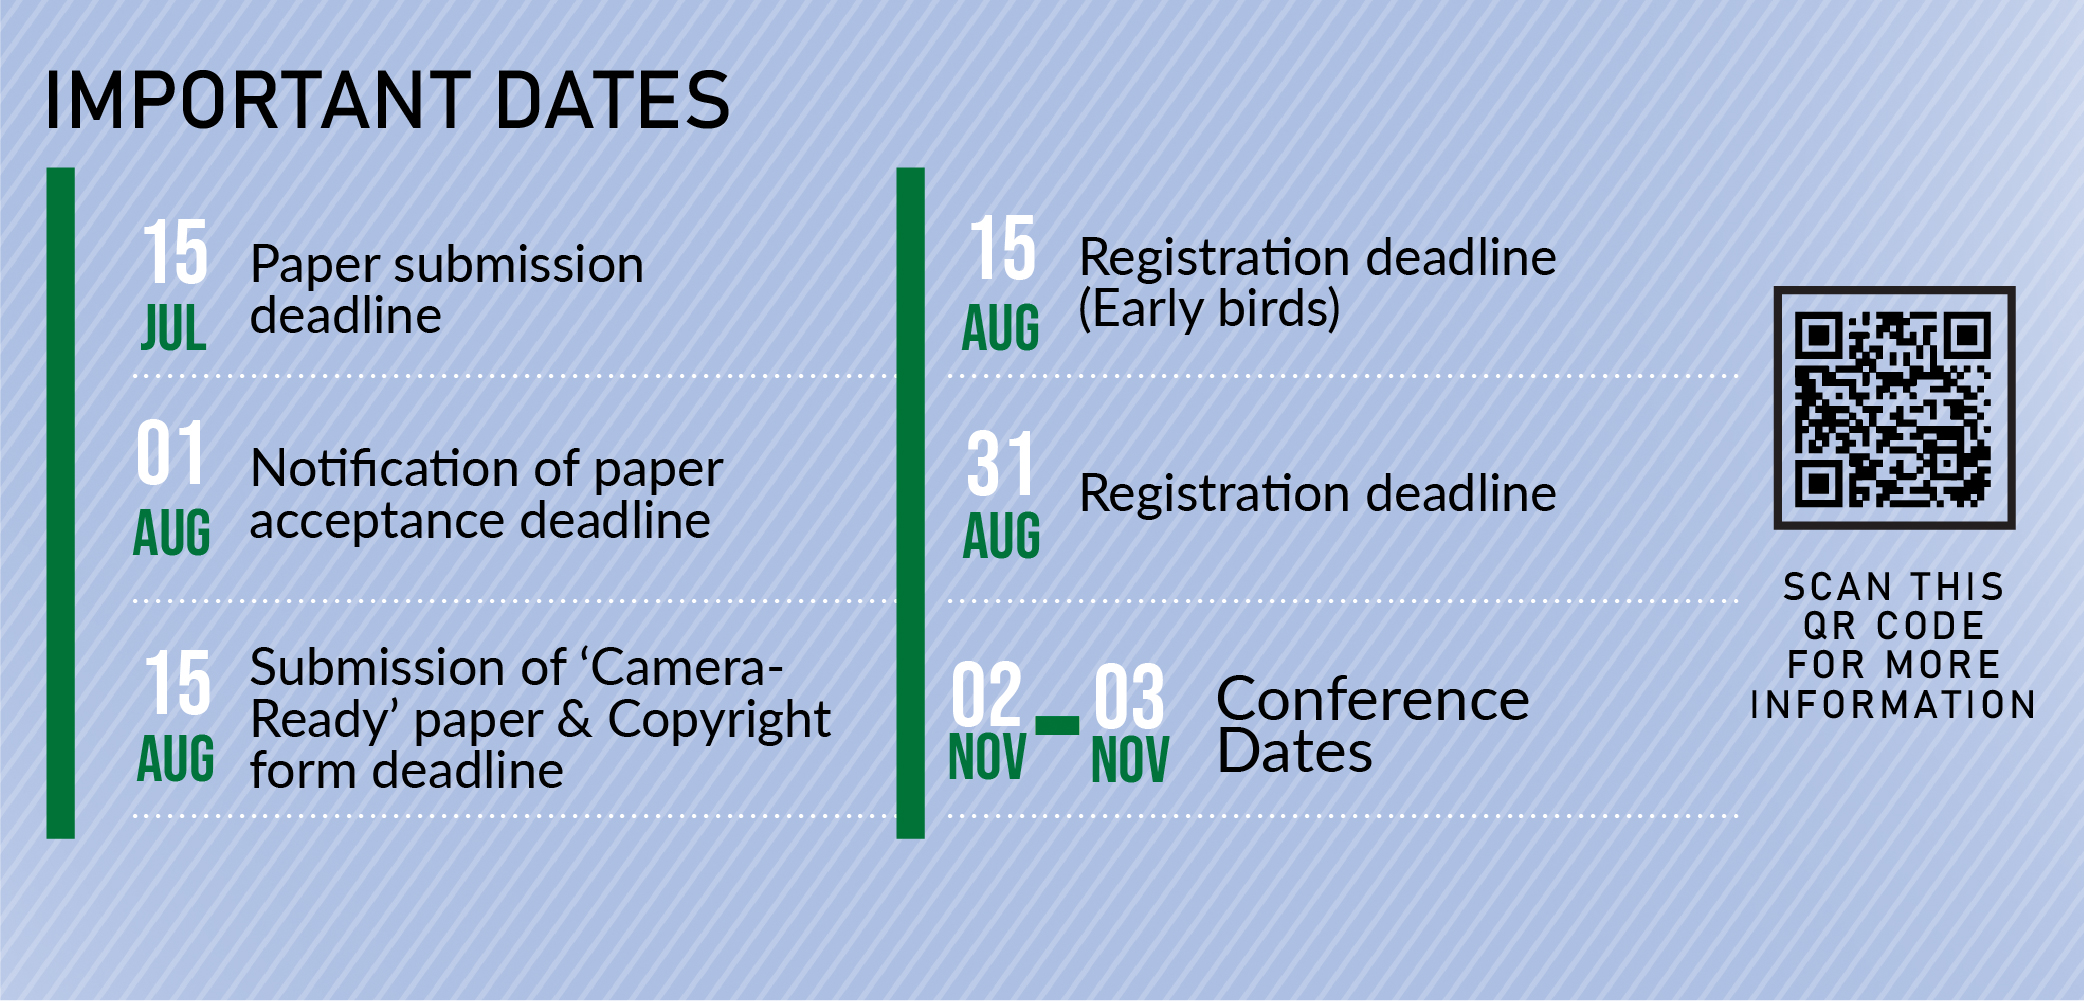 IMPORTANT DATES
15
JUL
Paper submission
deadline
01
AUG
Notification of paper
acceptance deadline
15
AUG
Submission of ‘Camera-
Ready’ paper & Copyright
form deadline
15
AUG
Registration deadline
(Early birds)
31
AUG
Registration deadline
02 - 03
NOV NOV
Conference
Dates
SCAN THIS
QR CODE
FOR MORE
INFORMATION